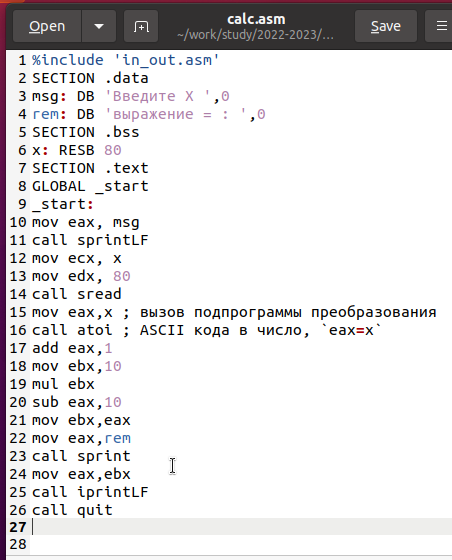 Open
calc.asm
~/work/study/2022-2023/...
Save
1 %include 'in_out.asm'
2 SECTION .data
3 msg: DB 'Введите X ',0
4 rem: DB 'выражение = : ',0
5 SECTION .bss
6 x: RESB 80
7 SECTION .text
8 GLOBAL _start
9 _start:
10 mov eax, msg
11 call sprintLF
12 mov ecx, x
13 mov edx, 80
14 call sread
15 mov eax,x ; вызов подпрограммы преобразования
16 call atoi ; ASCII кода в число, `eax=x`
17 add eax,1
18 mov ebx,10
19 mul ebx
20 sub eax,10
21 mov ebx,eax
22 mov eax,rem
23 call sprint
24 mov eax,ebx
25 call iprintLF
26 call quit
27
28